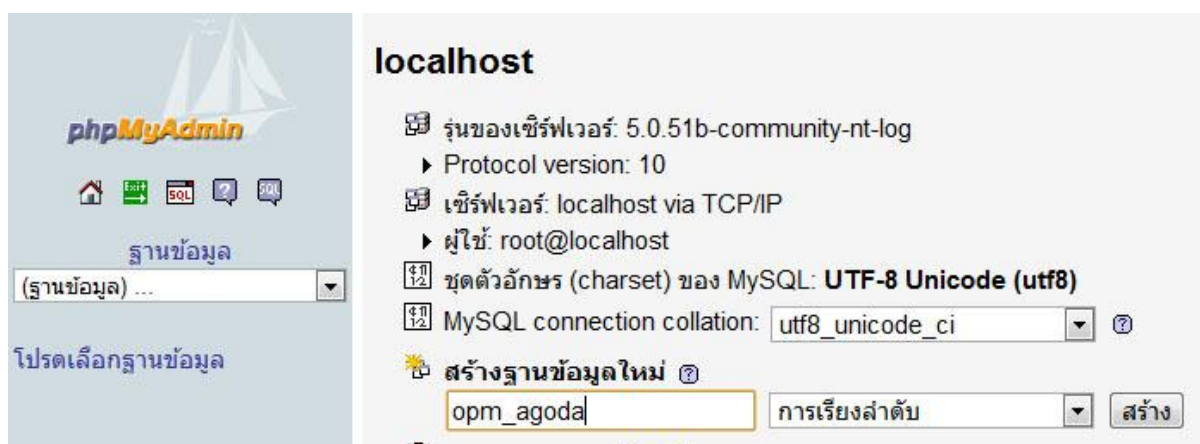 phpMyAdmin
Exit
SQL
SQL
ฐานข้อมูล
(ฐานข้อมูล) ...
โปรดเลือกฐานข้อมูล
localhost
รุ่นของเซิร์ฟเวอร์: 5.0.51b-community-nt-log
Protocol version: 10
เซิร์ฟเวอร์: localhost via TCP/IP
ผู้ใช้: root@localhost
ชุดตัวอักษร (charset) ของ MySQL: UTF-8 Unicode (utf8)
MySQL connection collation: utf8_unicode_ci
สร้างฐานข้อมูลใหม่
opm_agoda การเรียงลำดับ สร้าง